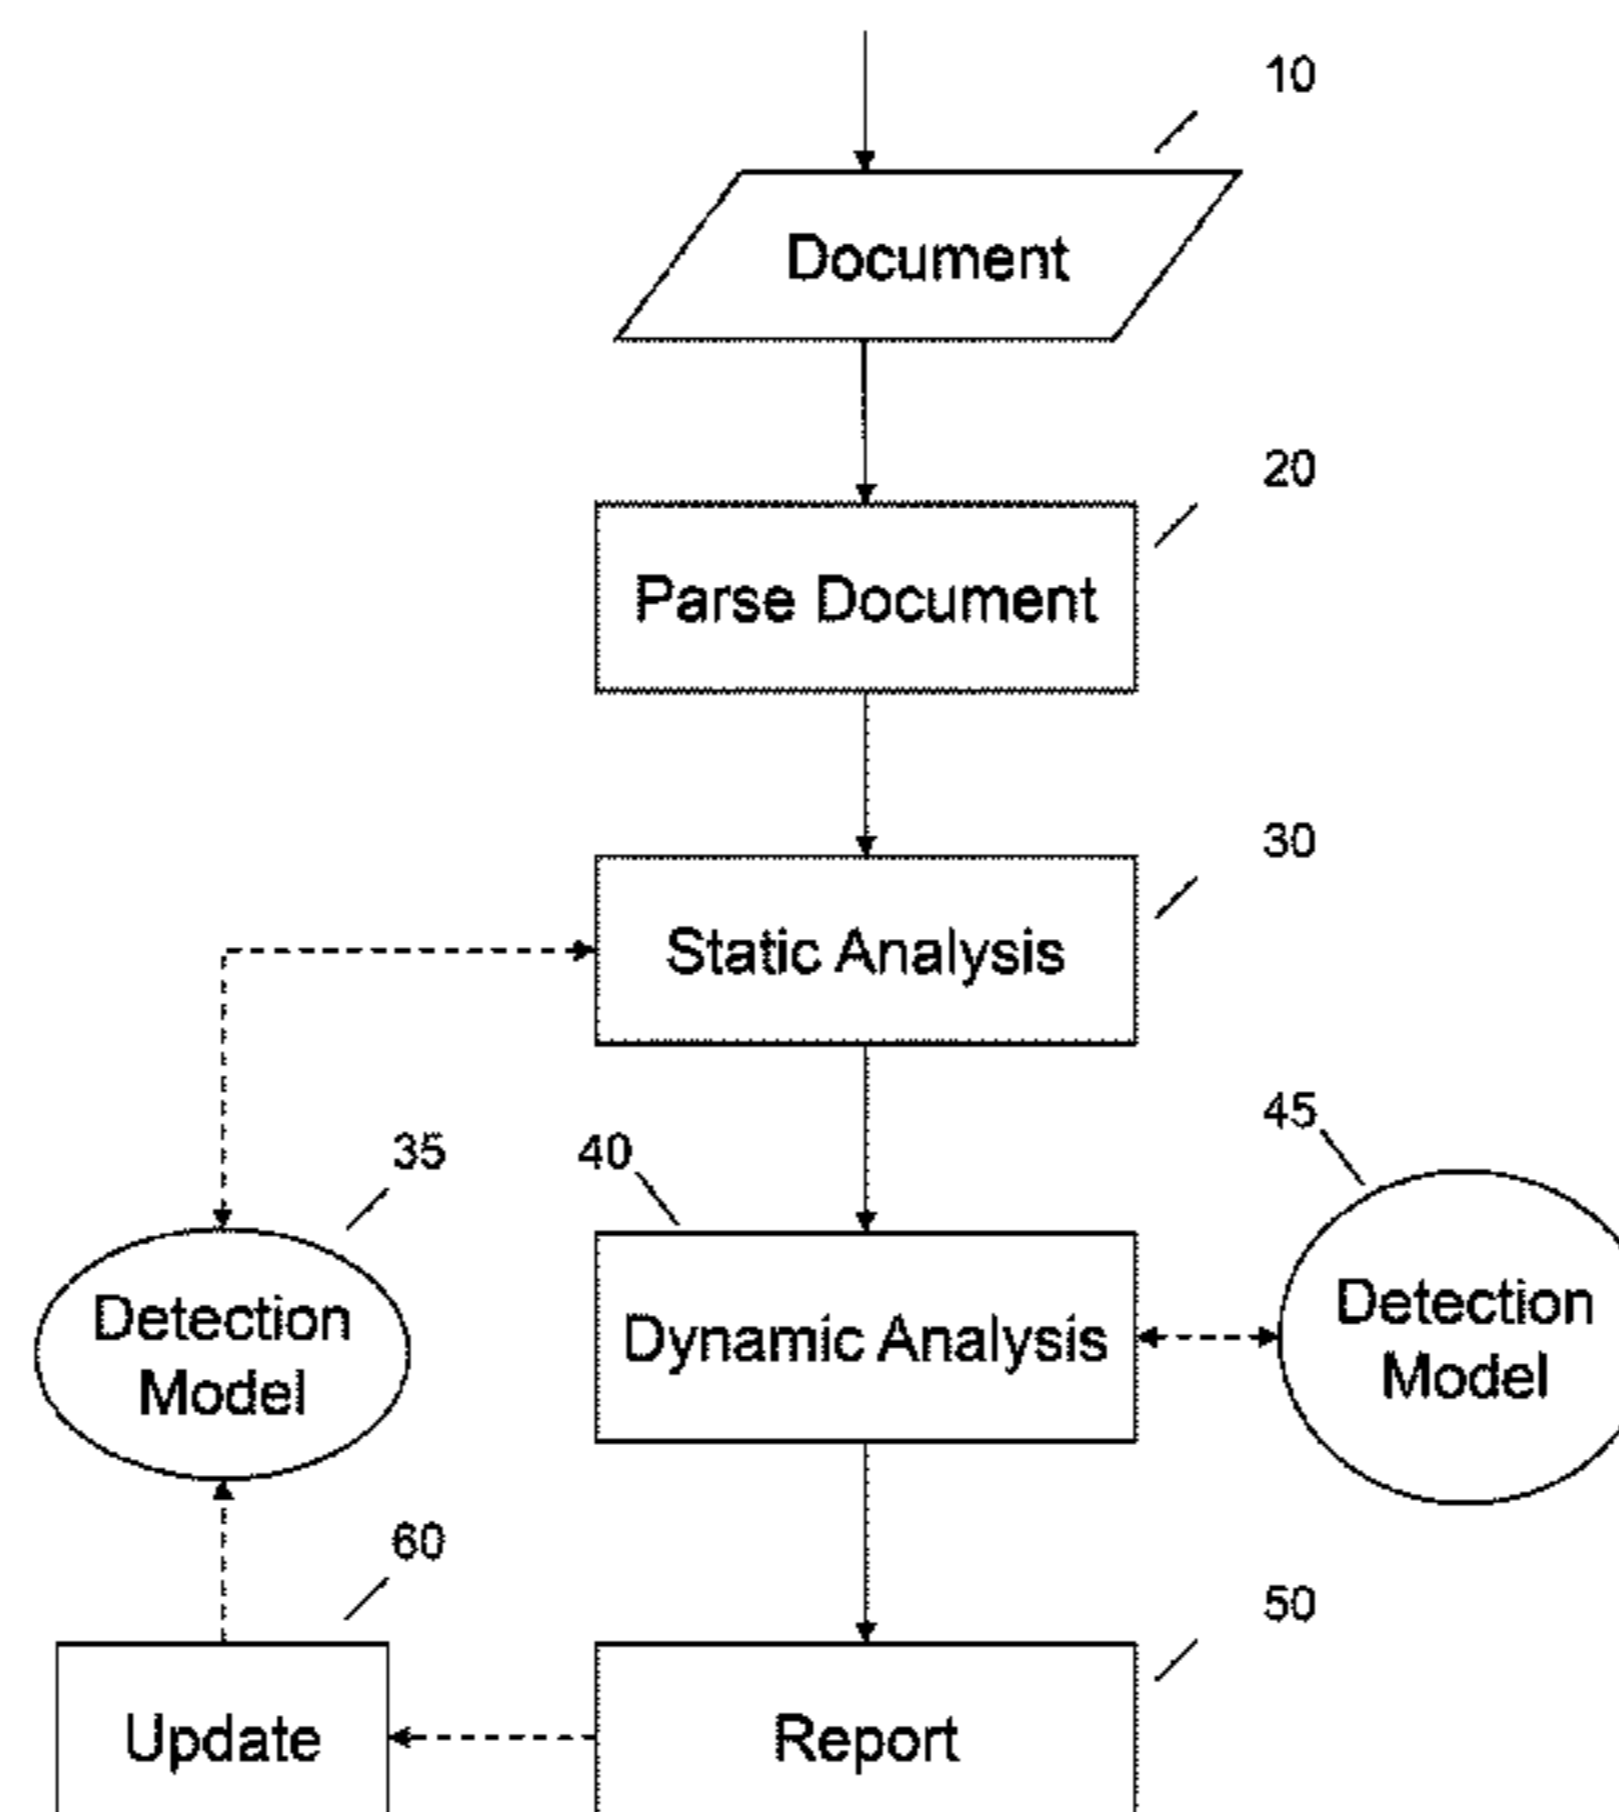 10
Document
20
Parse Document
30
Static Analysis
35
40
45
Detection
Model
Dynamic Analysis
Detection
Model
60
50
Update
Report